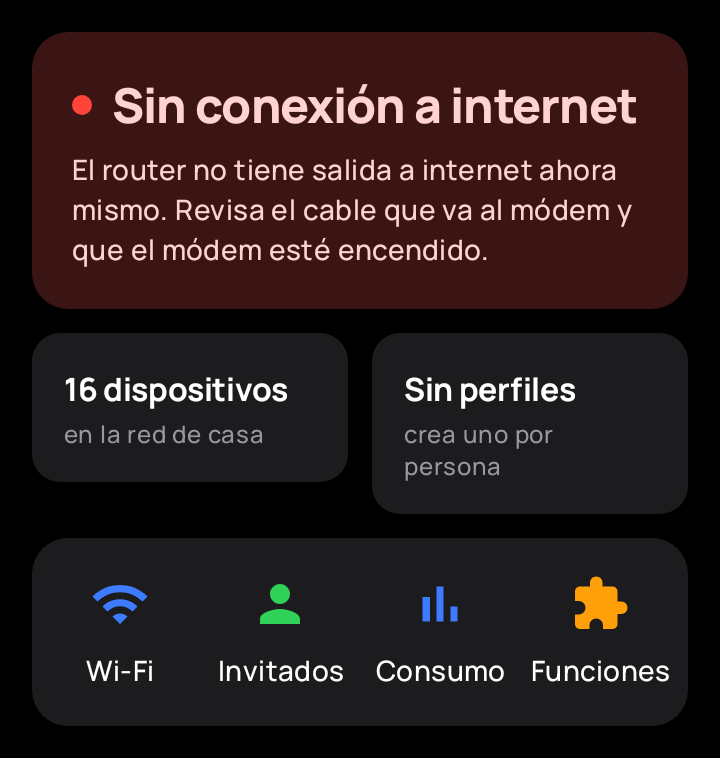 Sin conexión a internet
El router no tiene salida a internet ahora
mismo. Revisa el cable que va al módem y
que el módem esté encendido.
16 dispositivos
en la red de casa
Sin perfiles
crea uno por
persona
Wi-Fi
Invitados
Consumo
Funciones